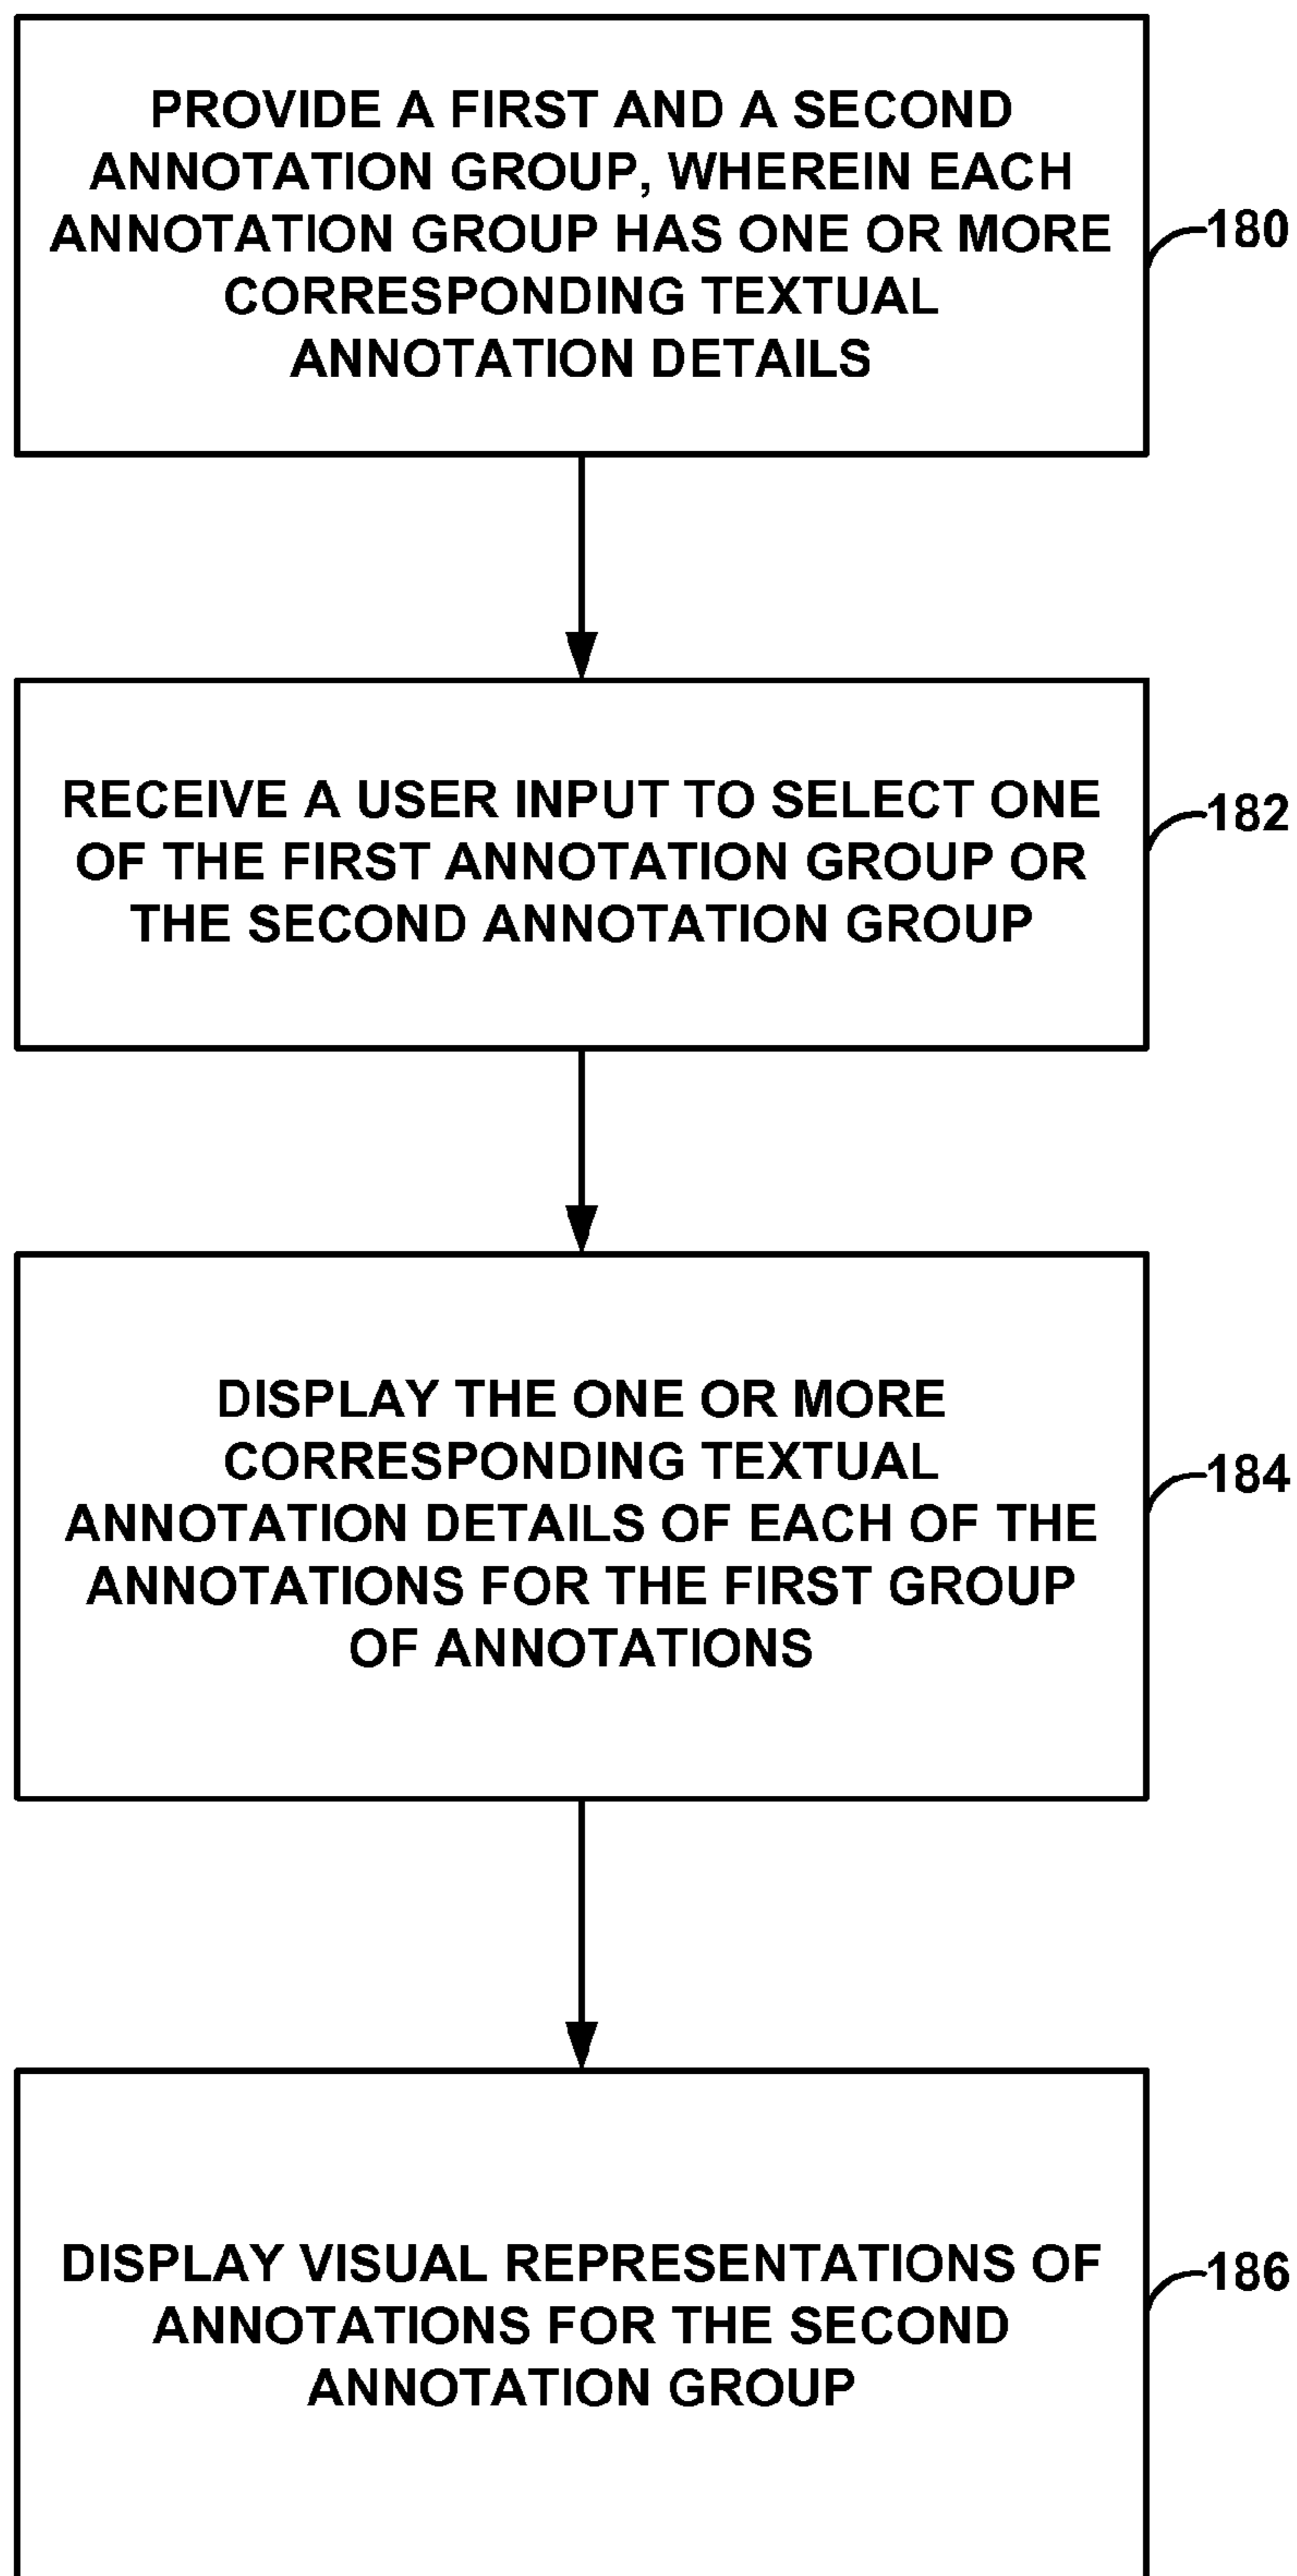 PROVIDE A FIRST AND A SECOND
ANNOTATION GROUP, WHEREIN EACH
ANNOTATION GROUP HAS ONE OR MORE
CORRESPONDING TEXTUAL
ANNOTATION DETAILS
180
RECEIVE A USER INPUT TO SELECT ONE
OF THE FIRST ANNOTATION GROUP OR
THE SECOND ANNOTATION GROUP
182
DISPLAY THE ONE OR MORE
CORRESPONDING TEXTUAL
ANNOTATION DETAILS OF EACH OF THE
ANNOTATIONS FOR THE FIRST GROUP
OF ANNOTATIONS
184
DISPLAY VISUAL REPRESENTATIONS OF
ANNOTATIONS FOR THE SECOND
ANNOTATION GROUP
186